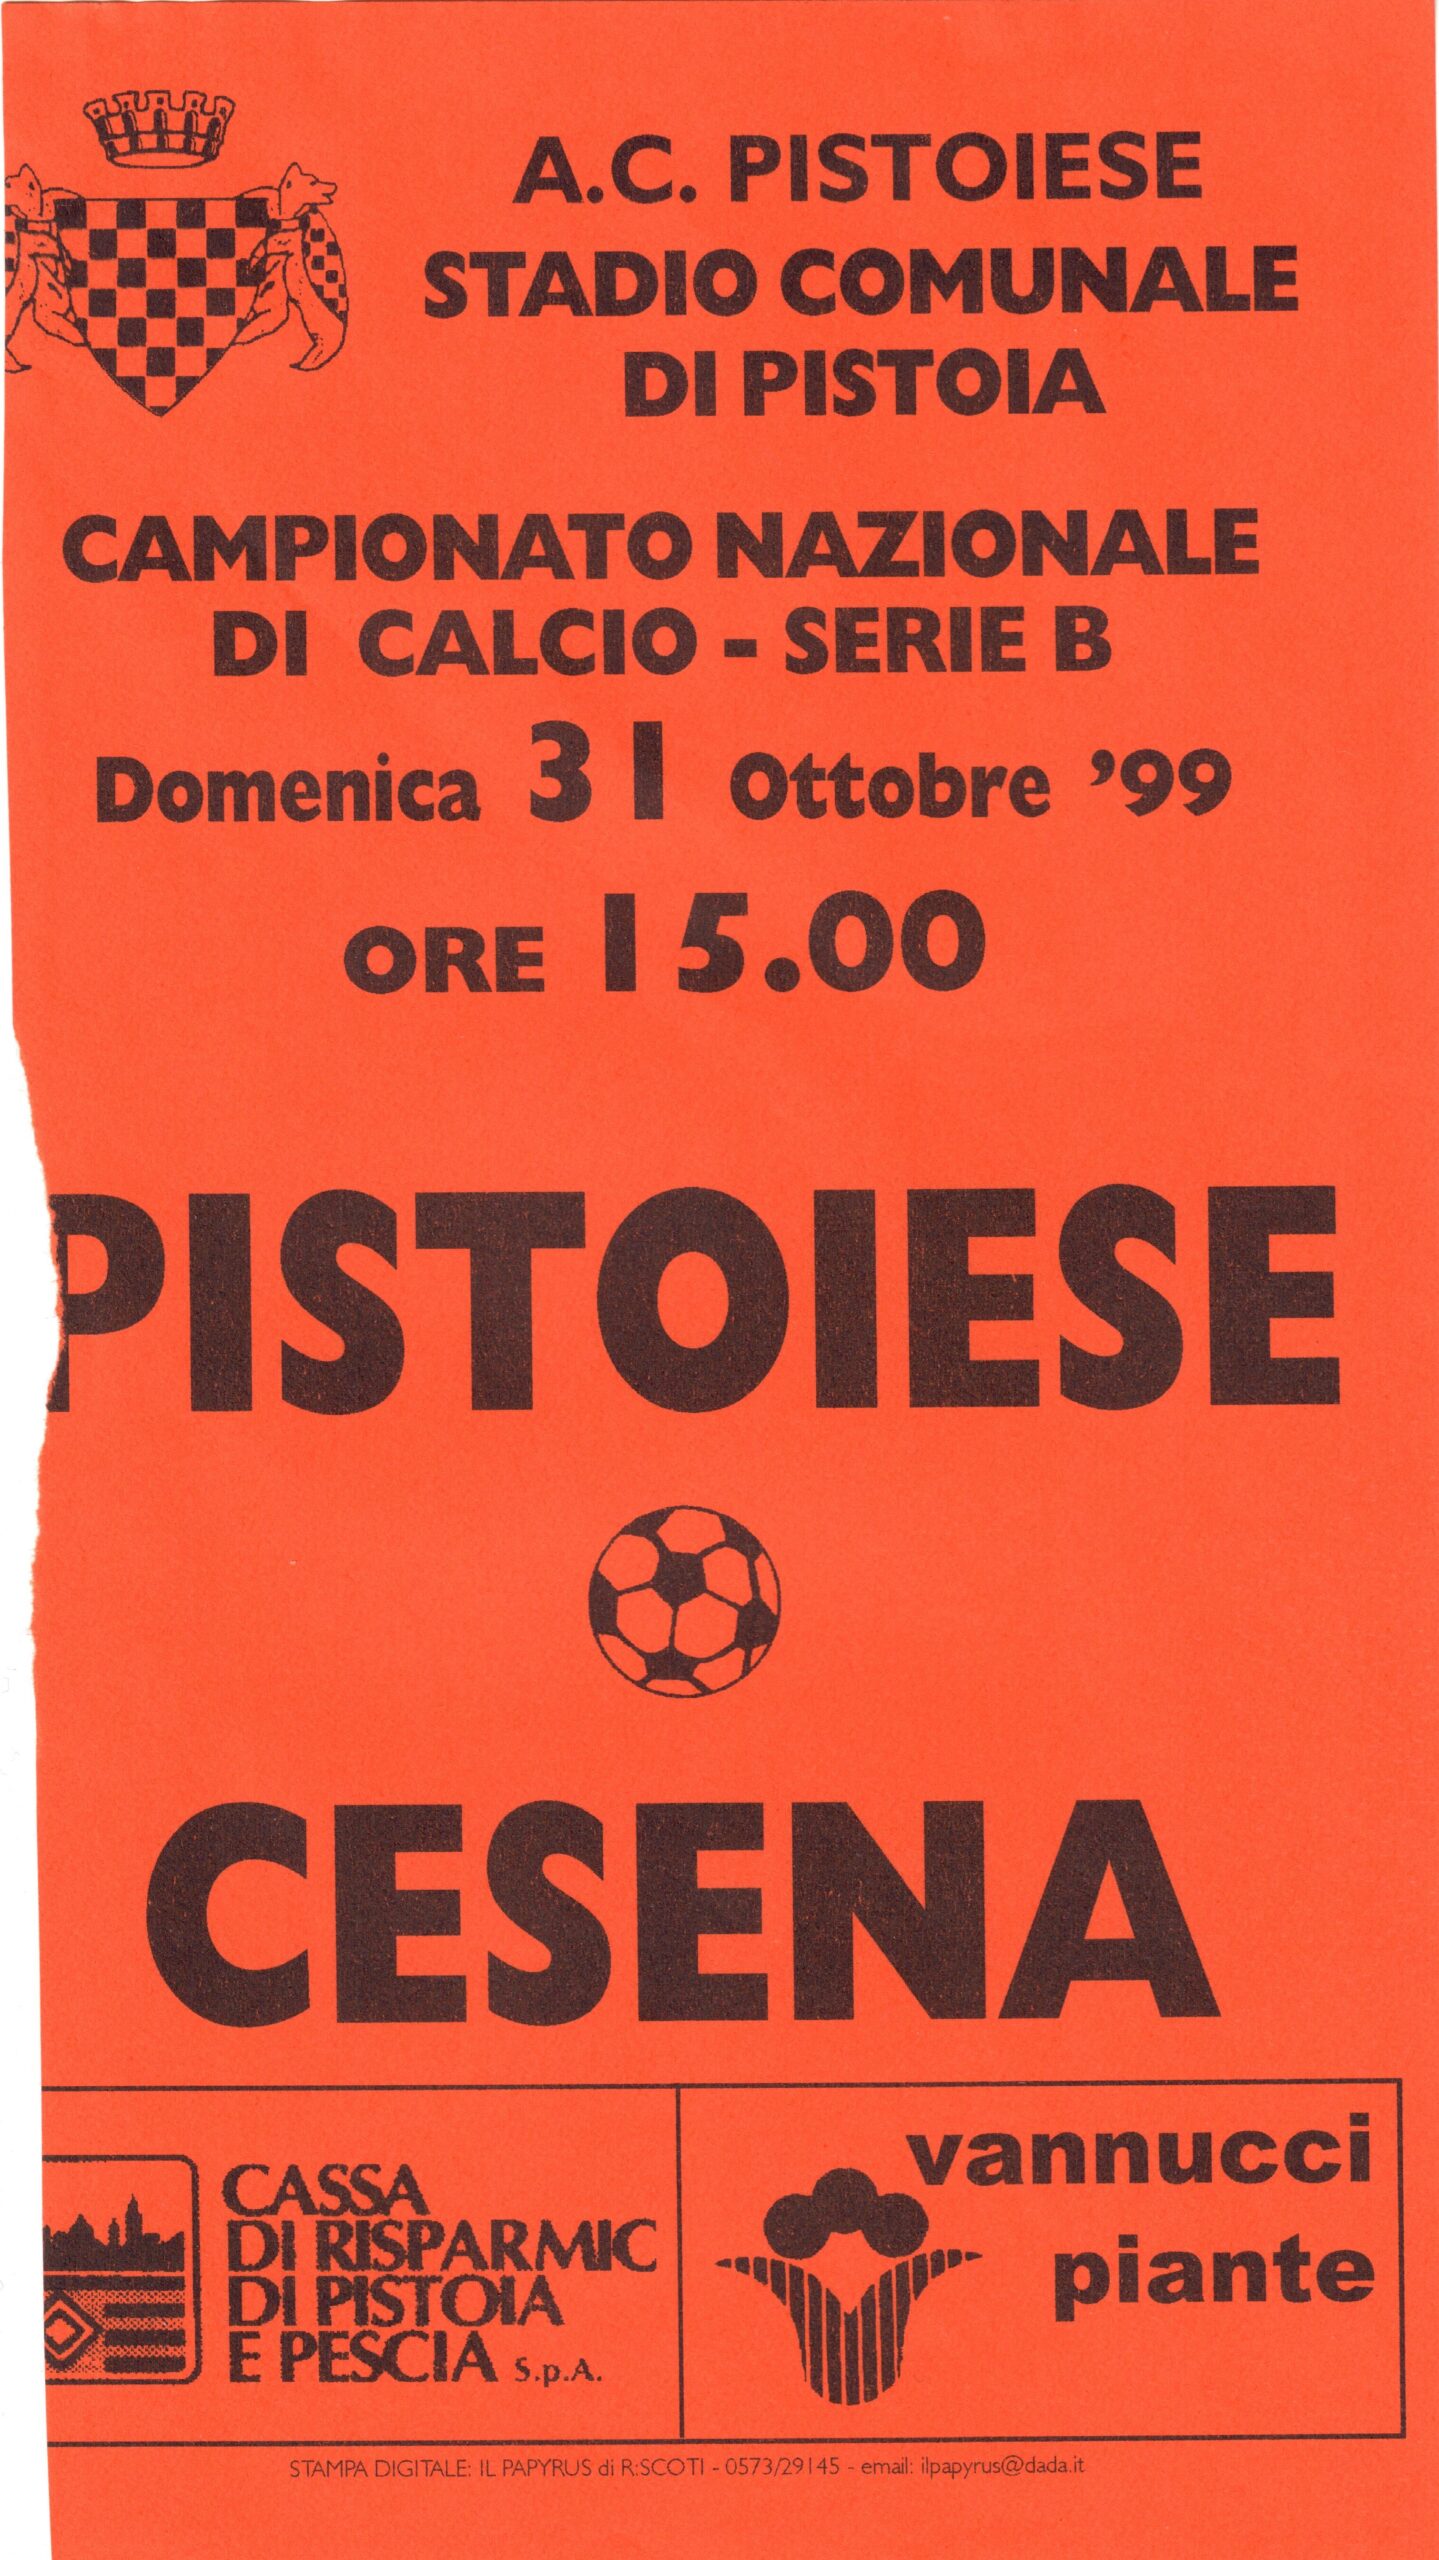 A.C. PISTOIESE
STADIO COMUNALE
DI PISTOIA
CAMPIONATO NAZIONALE
DI CALCIO - SERIE B
Domenica 31 Ottobre '99
ORE 15.00
PISTOIESE
CESENA
CASSA
DI RISPARMIO
DI PISTOIA
E PESCIA S.p.A.
vannucci
piante
STAMPA DIGITALE: IL PAPYRUS di R:SCOTI - 0573/29145 - email: ilpapyrus@dada.it